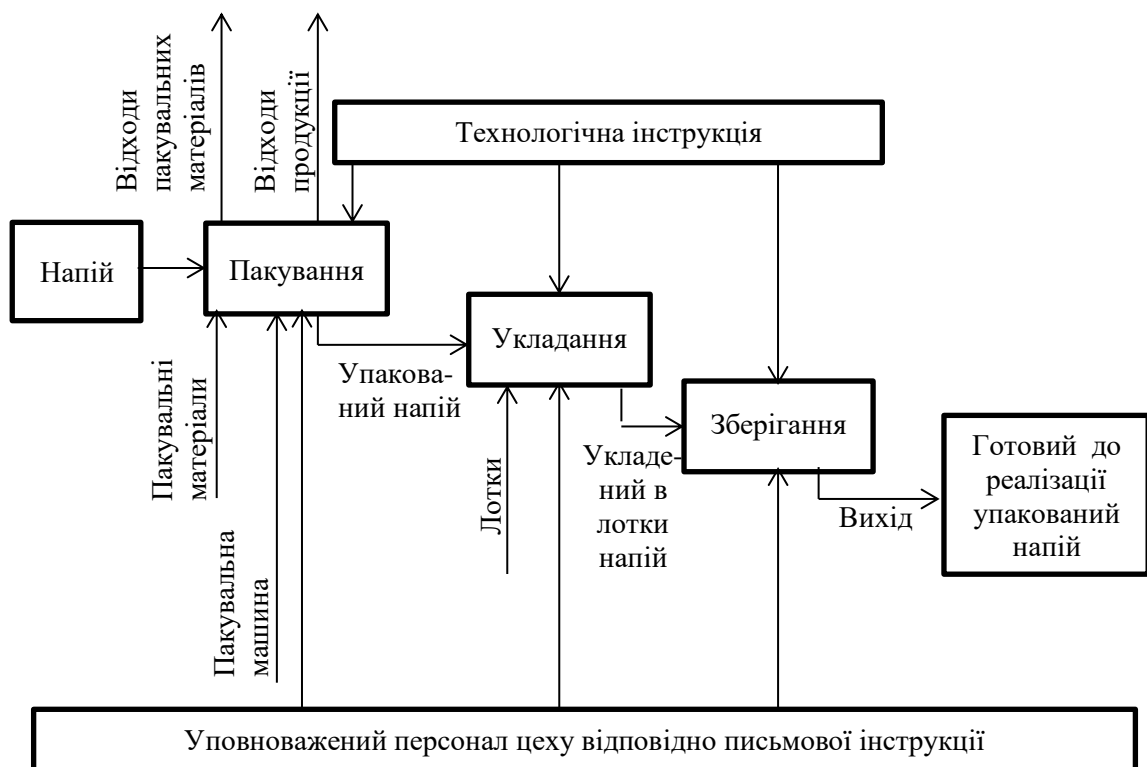 Відходи
пакувальних
матеріалів
Відходи
продукції
Технологічна інструкція
Напій
Пакування
Укладання
Упакова-
ний напій
Пакувальні
матеріали
Зберігання
Готовий до
реалізації
упакований
напій
Лотки
Укладе-
ний в
лотки
напій
Вихід
Пакувальна
машина
Уповноважений персонал цеху відповідно письмової інструкції